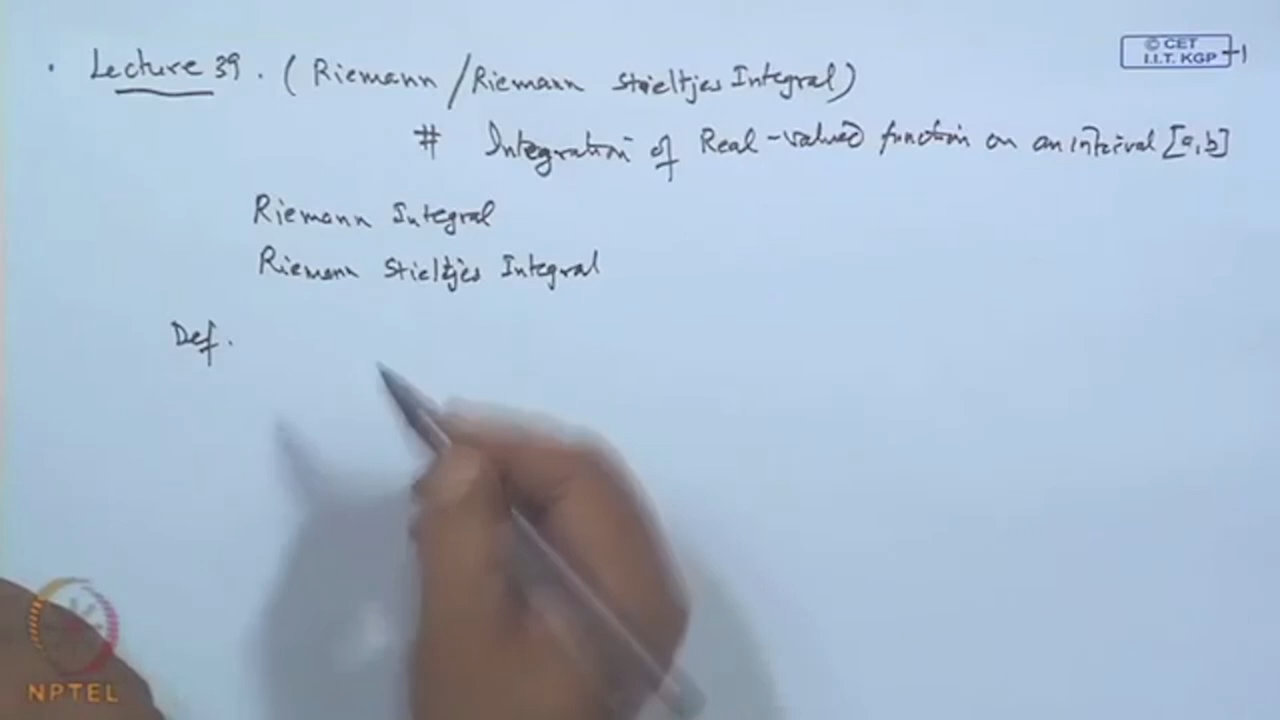 Lecture 39. (Riemann/Riemann Stieltjes Integral)
© CET
I.I.T. KGP
# Integration of Real-valued function on an interval [a,b]
Riemann Integral
Riemann Stieltjes Integral
Def.
NPTEL